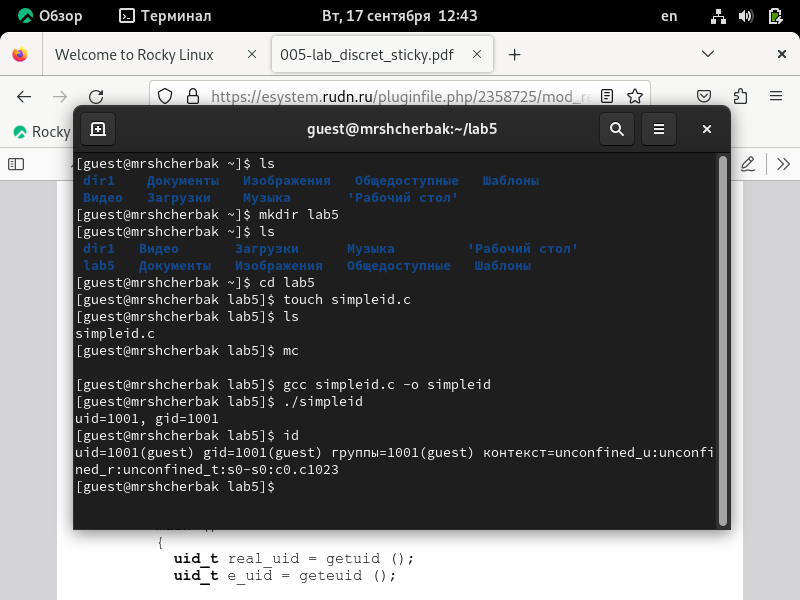 Обзор Терминал Вт, 17 сентября 12:43 en
Welcome to Rocky Linux × 005-lab_discret_sticky.pdf × +
https://esystem.rudn.ru/pluginfile.php/2358725/mod_re
Rocky
guest@mrshcherbak:~/lab5
[guest@mrshcherbak ~]$ ls
dir1 Документы Изображения Общедоступные Шаблоны
Видео Загрузки Музыка 'Рабочий стол'
[guest@mrshcherbak ~]$ mkdir lab5
[guest@mrshcherbak ~]$ ls
dir1 Видео Загрузки Музыка 'Рабочий стол'
lab5 Документы Изображения Общедоступные Шаблоны
[guest@mrshcherbak ~]$ cd lab5
[guest@mrshcherbak lab5]$ touch simpleid.c
[guest@mrshcherbak lab5]$ ls
simpleid.c
[guest@mrshcherbak lab5]$ mc
[guest@mrshcherbak lab5]$ gcc simpleid.c -o simpleid
[guest@mrshcherbak lab5]$ ./simpleid
uid=1001, gid=1001
[guest@mrshcherbak lab5]$ id
uid=1001(guest) gid=1001(guest) группы=1001(guest) контекст=unconfined_u:unconfi
ned_r:unconfined_t:s0-s0:c0.c1023
[guest@mrshcherbak lab5]$
{
uid_t real_uid = getuid ();
uid_t e_uid = geteuid ();